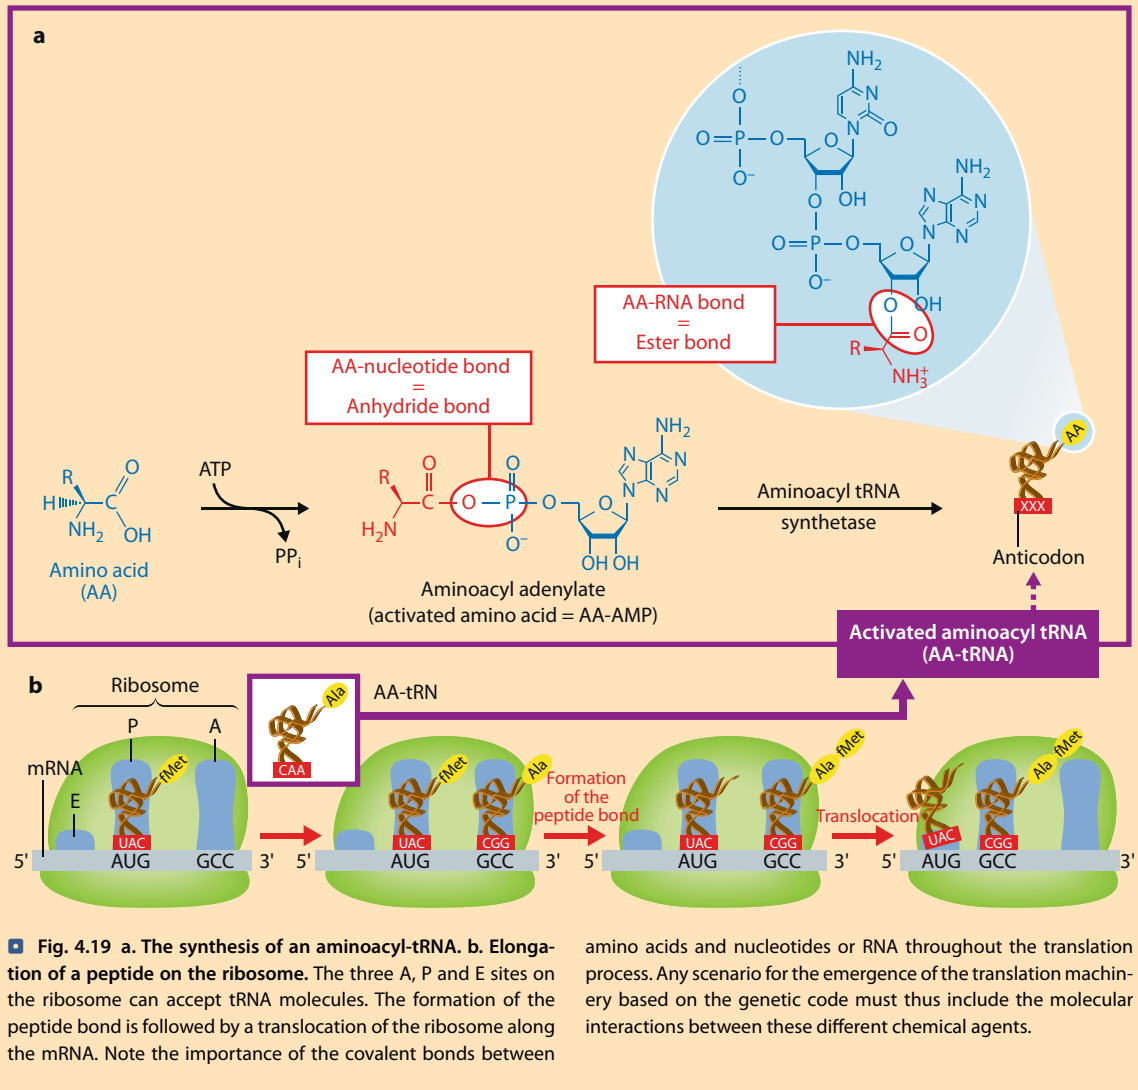 a
NH₂
O
N
O=P–O
O
N
O
O⁻
O
OH
NH₂
N
N
O=P–O
O
N
N
O⁻
O
OH
AA-RNA bond
=
Ester bond
O
R
NH₃⁺
AA-nucleotide bond
=
Anhydride bond
AA
NH₂
R
O
ATP
R
O
O
N
N
H
C
C
O
P
O
O
N
N
NH₂
OH
H₂N
O⁻
PPᵢ
OH OH
Amino acid
(AA)
Aminoacyl adenylate
(activated amino acid = AA-AMP)
Aminoacyl tRNA
synthetase
XXX
Anticodon
Activated aminoacyl tRNA
(AA-tRNA)
b
Ribosome
P
A
mRNA
E
fMet
UAC
5' AUG GCC 3'
Ala
CAA
AA-tRN
fMet
Ala
UAC CGG
5' AUG GCC 3'
Formation
of the
peptide bond
Ala fMet
UAC CGG
5' AUG GCC 3'
Translocation
Ala fMet
UAC CGG
5' AUG GCC 3'
Fig. 4.19 a. The synthesis of an aminoacyl-tRNA. b. Elonga-
tion of a peptide on the ribosome. The three A, P and E sites on
the ribosome can accept tRNA molecules. The formation of the
peptide bond is followed by a translocation of the ribosome along
the mRNA. Note the importance of the covalent bonds between
amino acids and nucleotides or RNA throughout the translation
process. Any scenario for the emergence of the translation machin-
ery based on the genetic code must thus include the molecular
interactions between these different chemical agents.